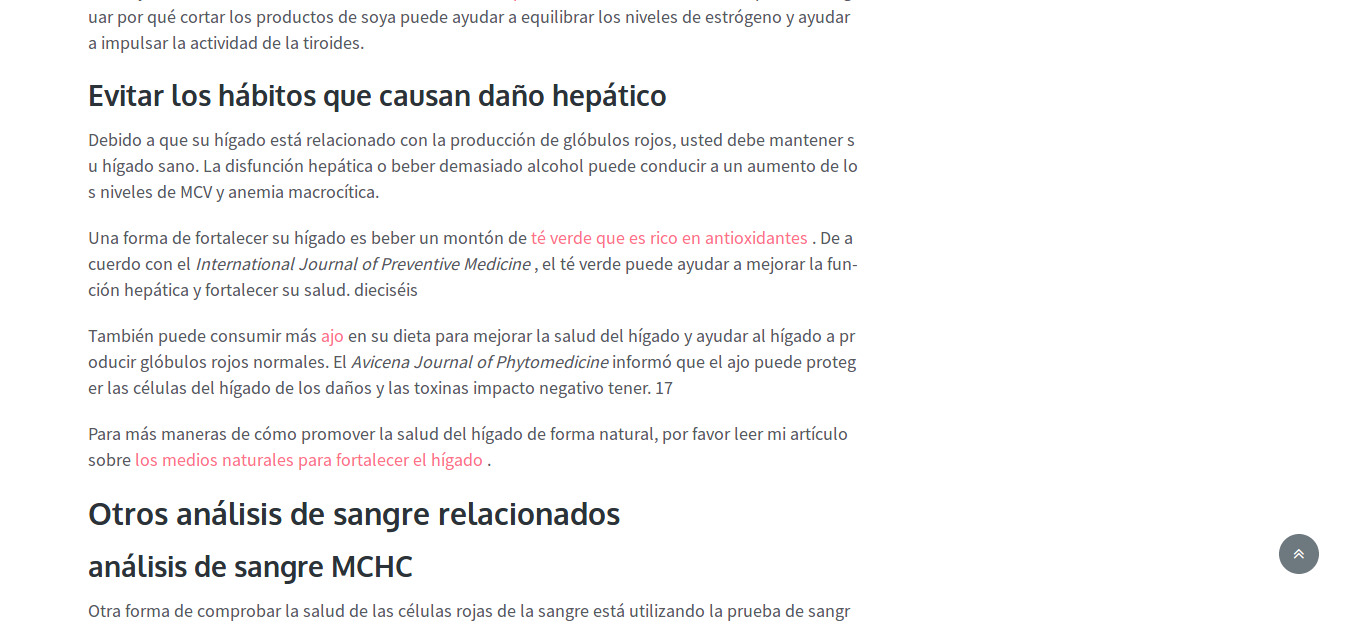 uar por qué cortar los productos de soya puede ayudar a equilibrar los niveles de estrógeno y ayudar
a impulsar la actividad de la tiroides.
Evitar los hábitos que causan daño hepático
Debido a que su hígado está relacionado con la producción de glóbulos rojos, usted debe mantener s
u hígado sano. La disfunción hepática o beber demasiado alcohol puede conducir a un aumento de lo
s niveles de MCV y anemia macrocítica.
Una forma de fortalecer su hígado es beber un montón de té verde que es rico en antioxidantes . De a
cuerdo con el International Journal of Preventive Medicine , el té verde puede ayudar a mejorar la fun-
ción hepática y fortalecer su salud. dieciséis
También puede consumir más ajo en su dieta para mejorar la salud del hígado y ayudar al hígado a pr
oducir glóbulos rojos normales. El Avicena Journal of Phytomedicine informó que el ajo puede proteg
er las células del hígado de los daños y las toxinas impacto negativo tener. 17
Para más maneras de cómo promover la salud del hígado de forma natural, por favor leer mi artículo
sobre los medios naturales para fortalecer el hígado .
Otros análisis de sangre relacionados
análisis de sangre MCHC
Otra forma de comprobar la salud de las células rojas de la sangre está utilizando la prueba de sangr